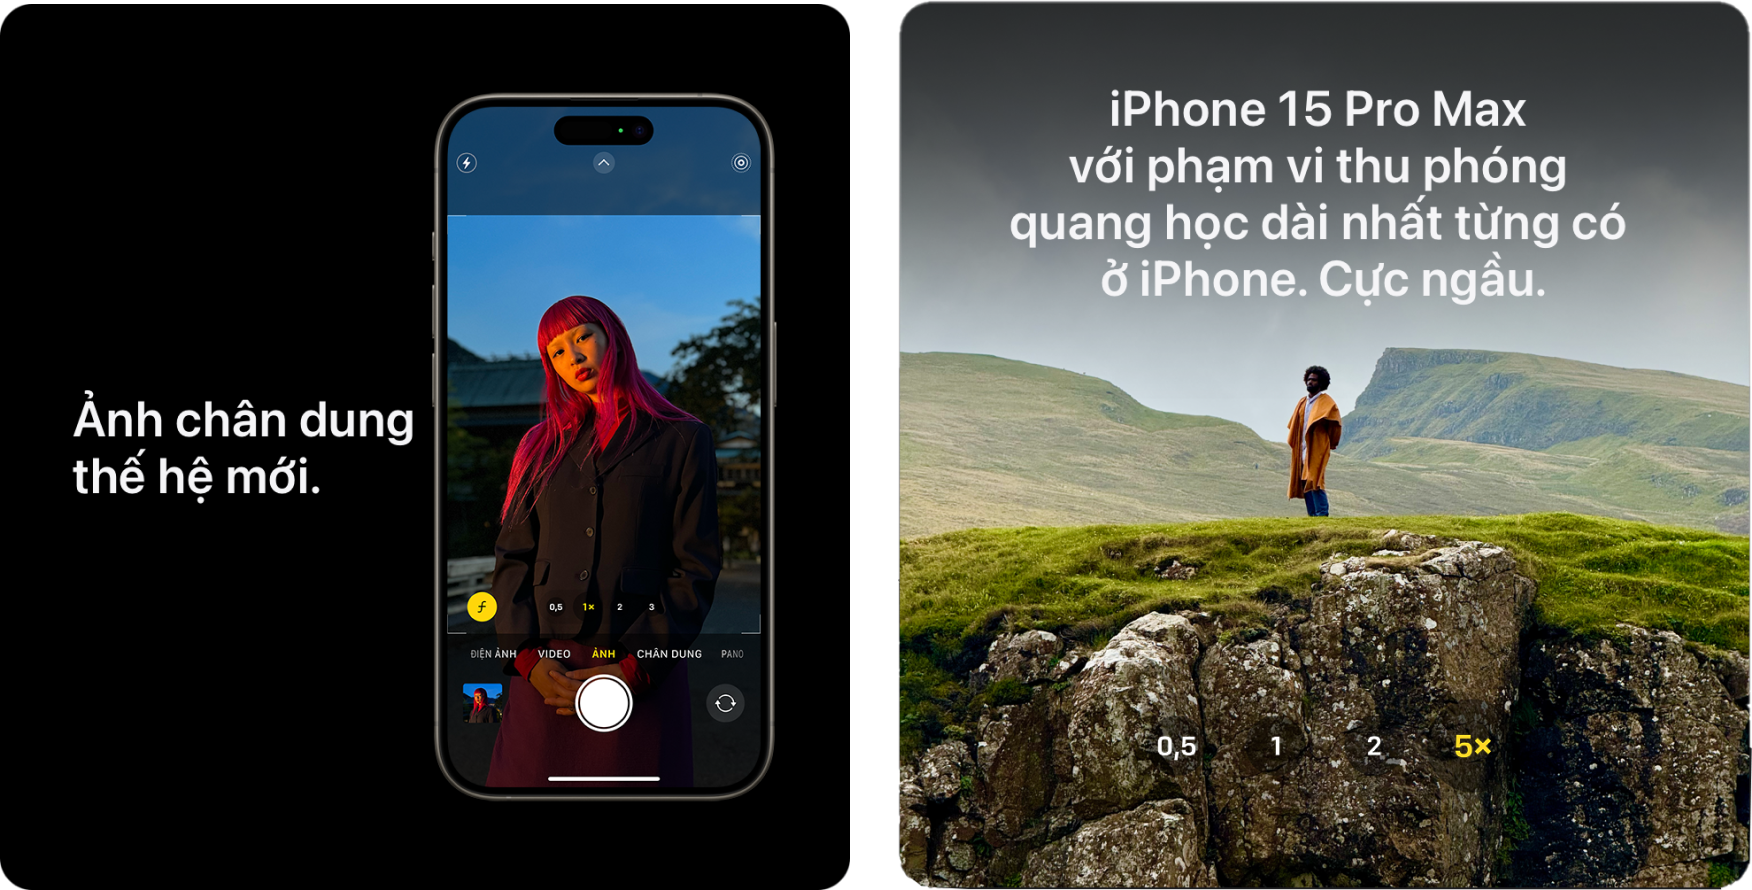 Ảnh chân dung
thế hệ mới.
0,5 1× 2 3
ĐIỆN ẢNH VIDEO ẢNH CHÂN DUNG PANO
iPhone 15 Pro Max
với phạm vi thu phóng
quang học dài nhất từng có
ở iPhone. Cực ngầu.
0,5 1 2 5×